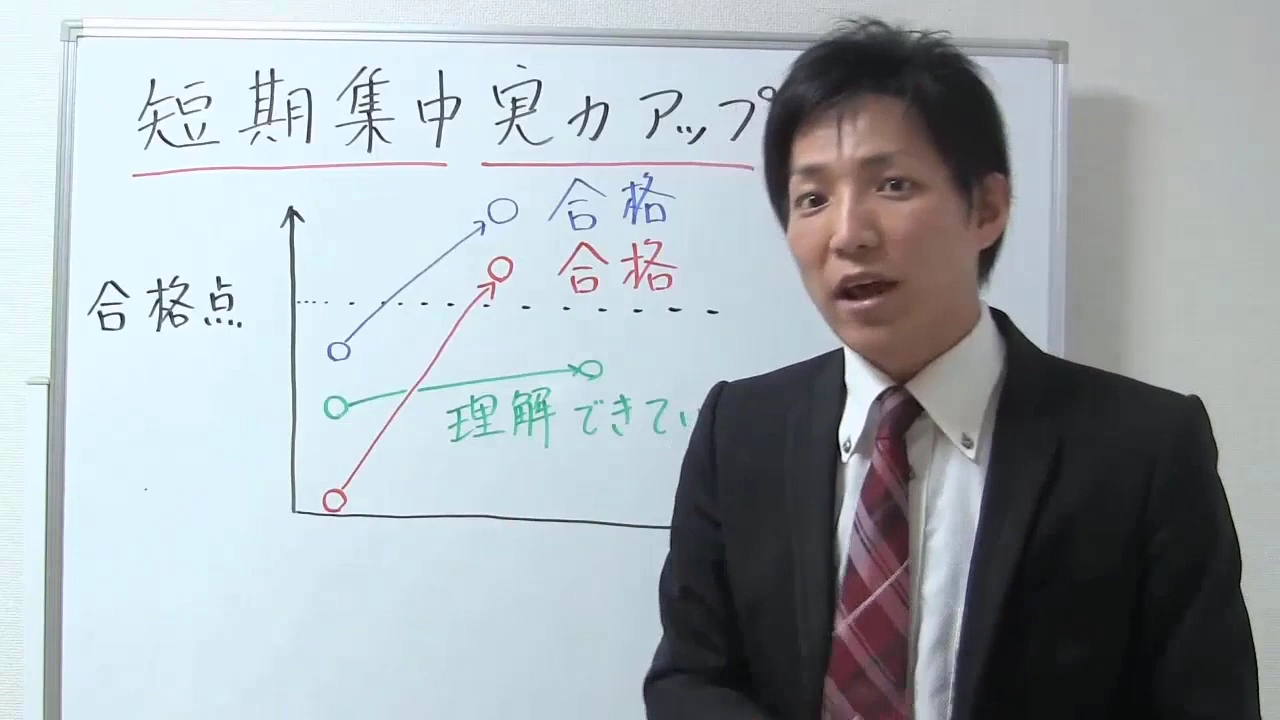 短期集中実力アップ
合格
合格
合格点
理解できてい